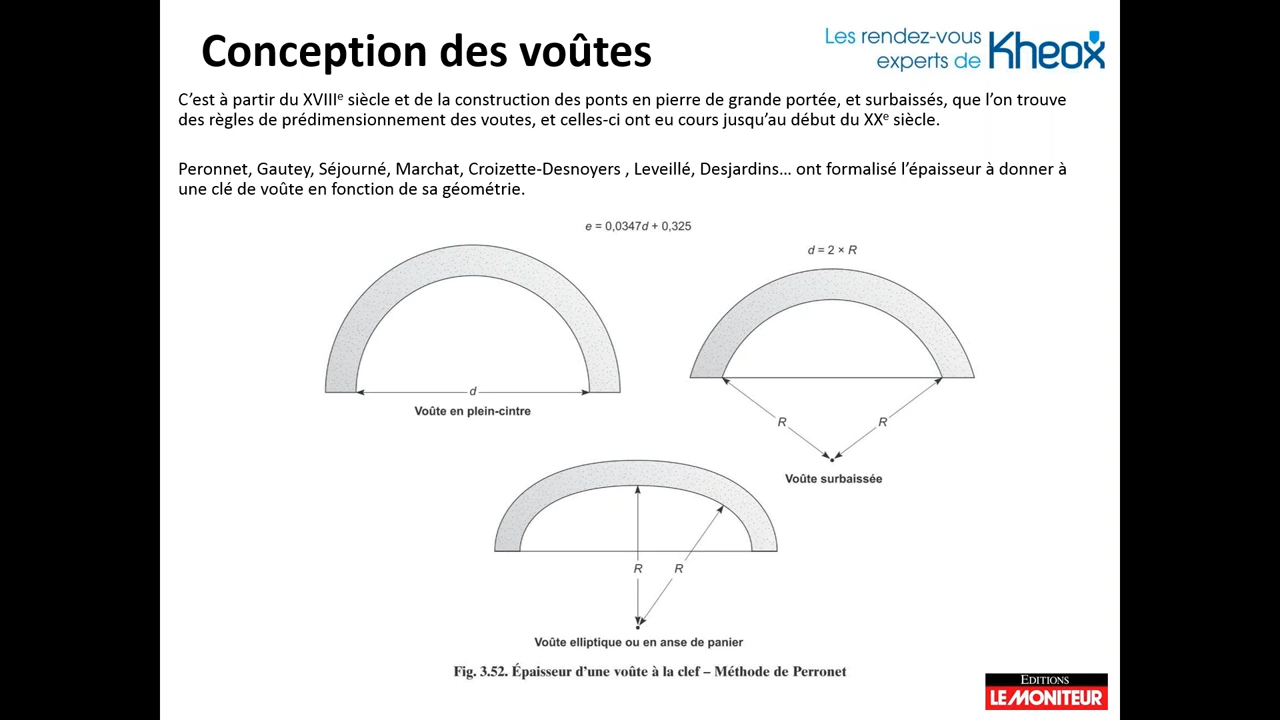 Conception des voûtes
Les rendez-vous
experts de Kheox
C’est à partir du XVIIIe siècle et de la construction des ponts en pierre de grande portée, et surbaissés, que l’on trouve
des règles de prédimensionnement des voutes, et celles-ci ont eu cours jusqu’au début du XXe siècle.
Peronnet, Gautey, Séjourné, Marchat, Croizette-Desnoyers , Leveillé, Desjardins… ont formalisé l’épaisseur à donner à
une clé de voûte en fonction de sa géométrie.
e = 0,0347d + 0,325
d = 2 × R
d
Voûte en plein-cintre
R
R
Voûte surbaissée
R
R
Voûte elliptique ou en anse de panier
Fig. 3.52. Épaisseur d’une voûte à la clef – Méthode de Perronet
EDITIONS
LE MONITEUR